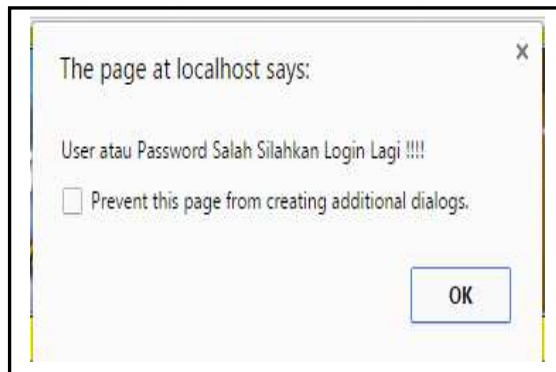 The page at localhost says:
User atau Password Salah Silahkan Login Lagi !!!!
Prevent this page from creating additional dialogs.
OK